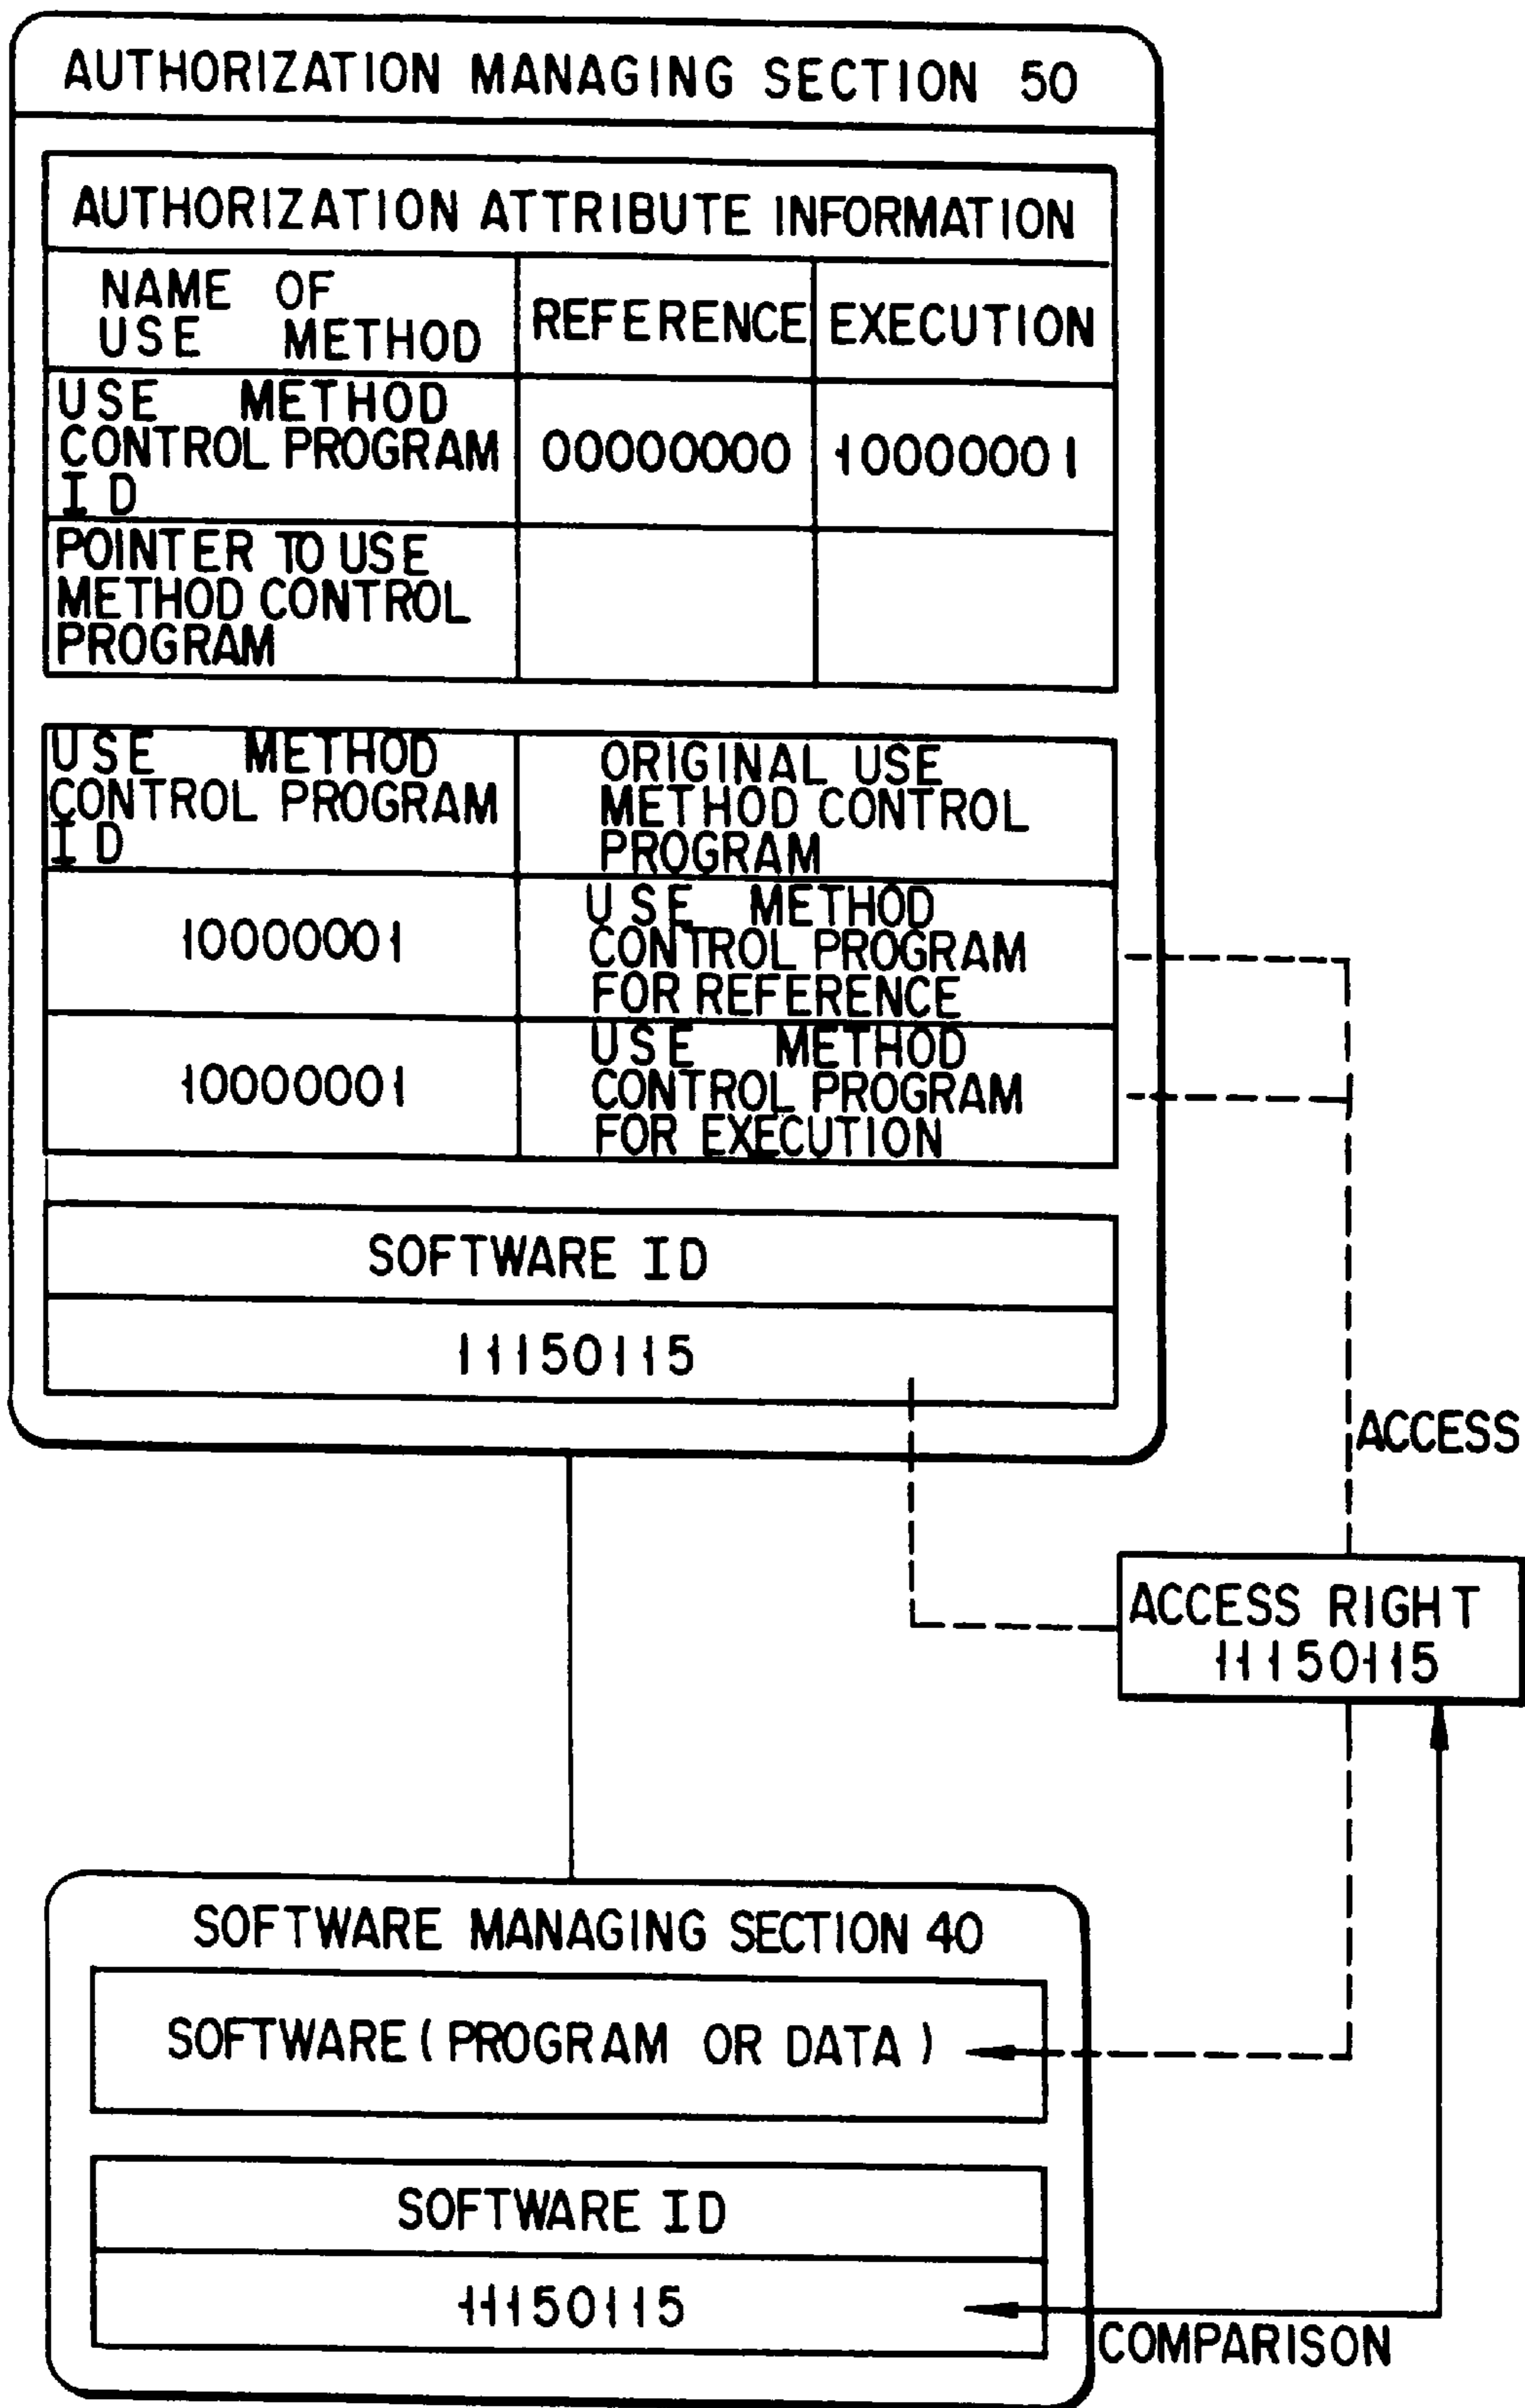 AUTHORIZATION MANAGING SECTION 50
AUTHORIZATION ATTRIBUTE INFORMATION
NAME OF
USE METHOD
REFERENCE
EXECUTION
USE METHOD
CONTROL PROGRAM
ID
00000000
10000001
POINTER TO USE
METHOD CONTROL
PROGRAM
USE METHOD
CONTROL PROGRAM
ID
ORIGINAL USE
METHOD CONTROL
PROGRAM
10000001
USE METHOD
CONTROL PROGRAM
FOR REFERENCE
10000001
USE METHOD
CONTROL PROGRAM
FOR EXECUTION
SOFTWARE ID
11150115
ACCESS
ACCESS RIGHT
11150115
SOFTWARE MANAGING SECTION 40
SOFTWARE (PROGRAM OR DATA)
SOFTWARE ID
11150115
COMPARISON